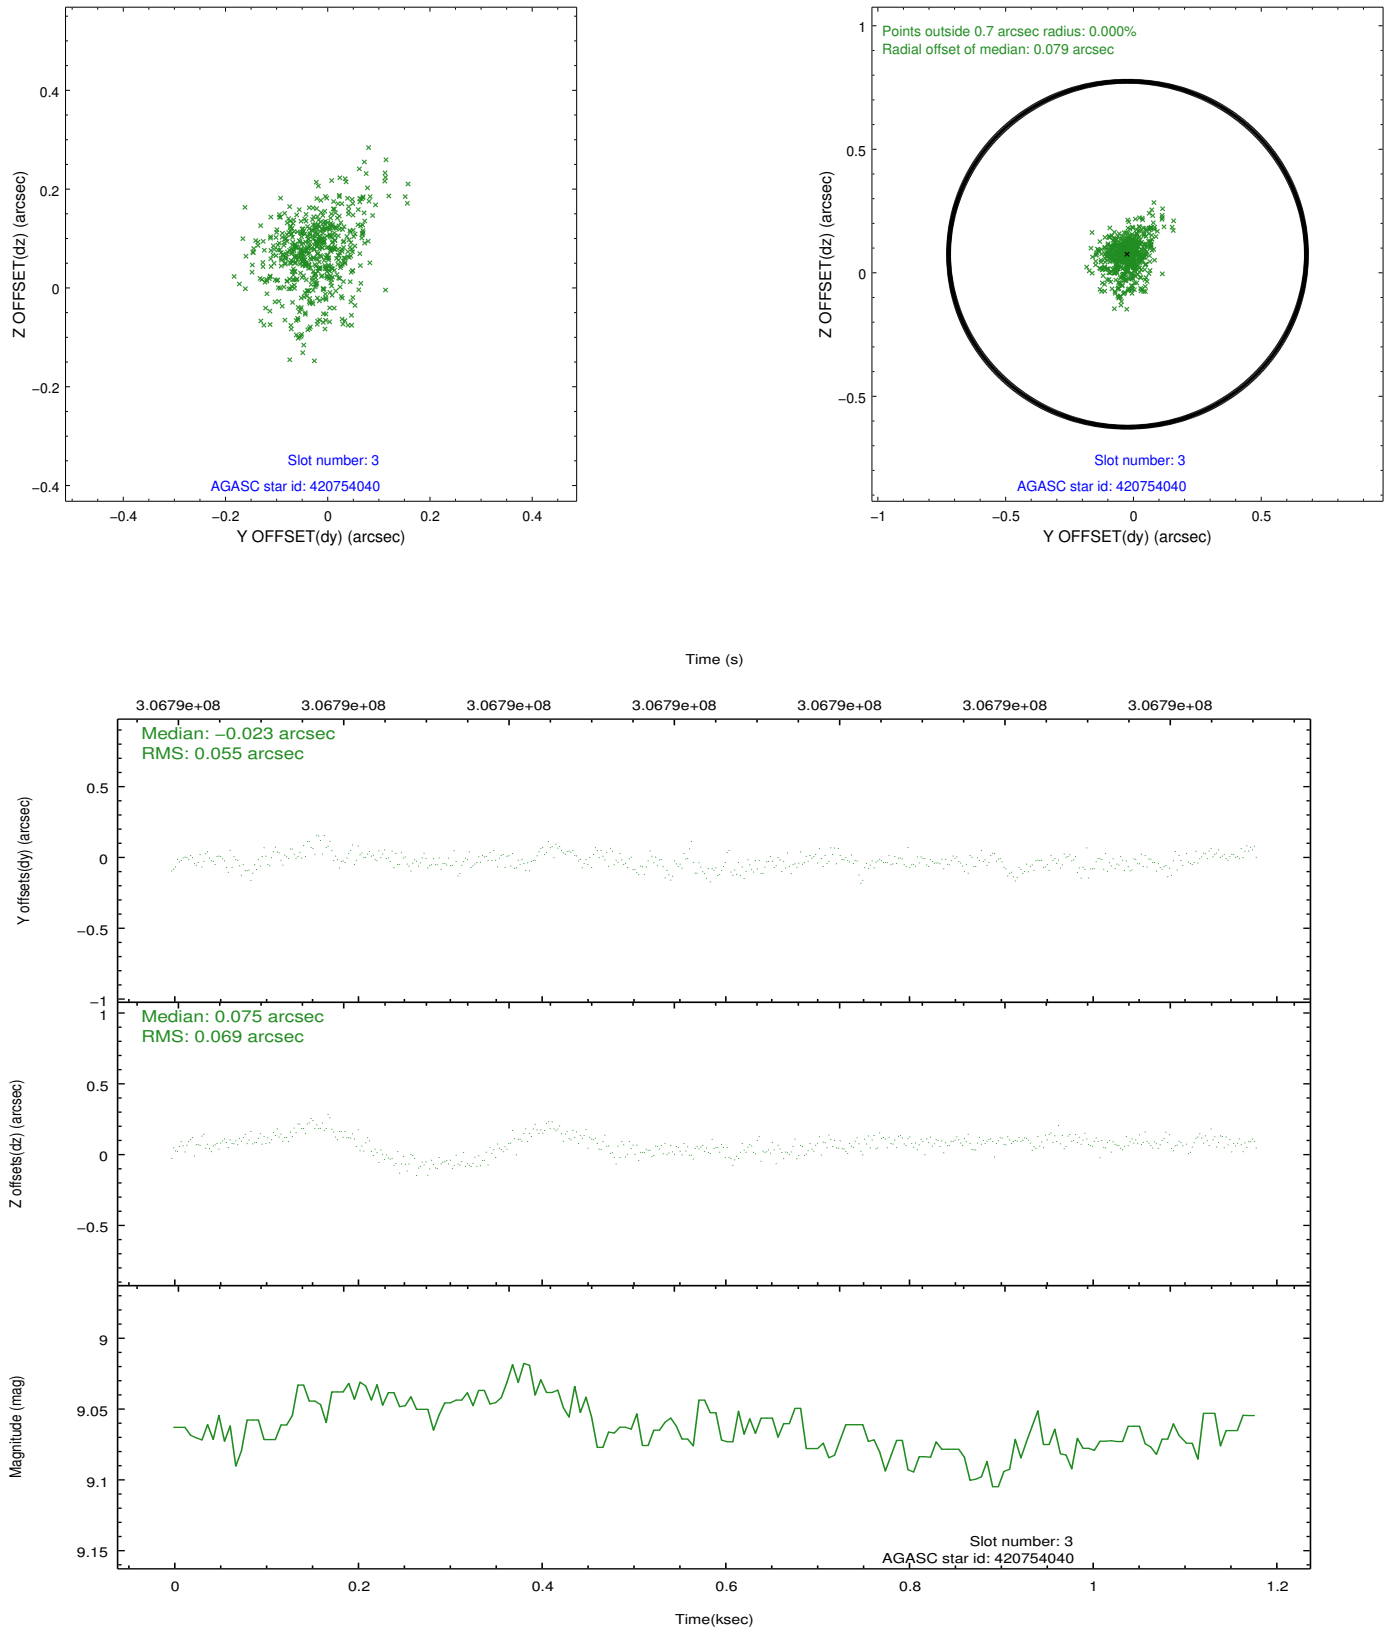 0.4
0.2
0
−0.2
−0.4
Z OFFSET(dz) (arcsec)
Slot number: 3
AGASC star id: 420754040
−0.4 −0.2 0 0.2 0.4
Y OFFSET(dy) (arcsec)
Points outside 0.7 arcsec radius: 0.000%
Radial offset of median: 0.079 arcsec
1
0.5
0
−0.5
Z OFFSET(dz) (arcsec)
Slot number: 3
AGASC star id: 420754040
−1 −0.5 0 0.5
Y OFFSET(dy) (arcsec)
Time (s)
3.0679e+08 3.0679e+08 3.0679e+08 3.0679e+08 3.0679e+08 3.0679e+08 3.0679e+08
Median: −0.023 arcsec
RMS: 0.055 arcsec
0.5
0
−0.5
−1
Y offsets(dy) (arcsec)
Median: 0.075 arcsec
RMS: 0.069 arcsec
1
0.5
0
−0.5
Z offsets(dz) (arcsec)
9
9.05
9.1
9.15
Magnitude (mag)
Slot number: 3
AGASC star id: 420754040
0 0.2 0.4 0.6 0.8 1 1.2
Time(ksec)